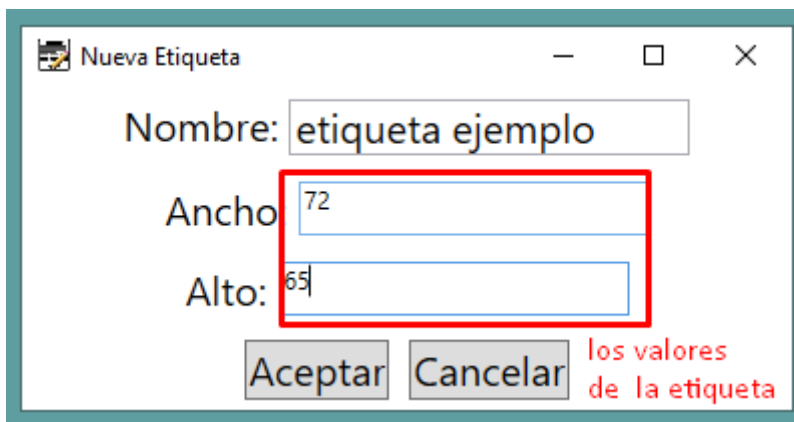 Nueva Etiqueta
Nombre: etiqueta ejemplo
Ancho 72
Alto: 65
Aceptar Cancelar
los valores
de la etiqueta